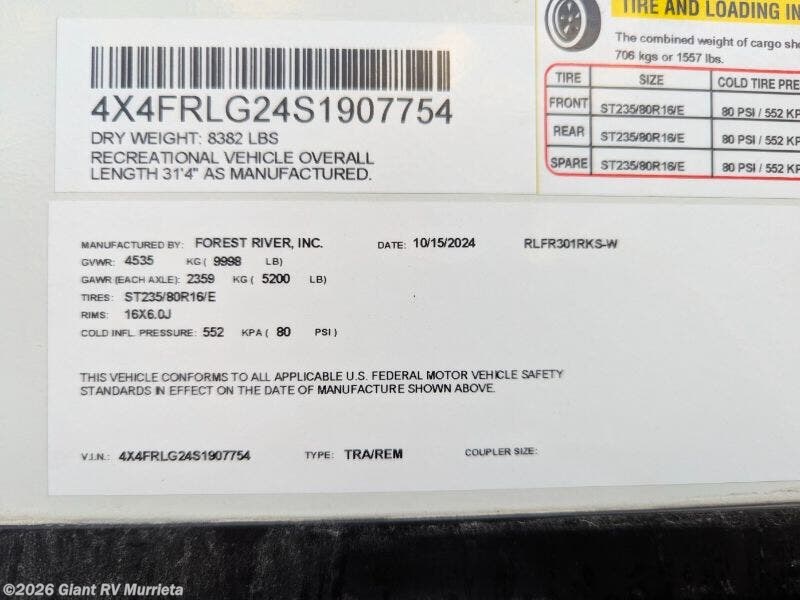 4X4FRLG24S1907754
DRY WEIGHT: 8382 LBS
RECREATIONAL VEHICLE OVERALL
LENGTH 31'4" AS MANUFACTURED.
TIRE AND LOADING IN
The combined weight of cargo sho
706 kgs or 1557 lbs.
TIRE SIZE COLD TIRE PRE
FRONT ST235/80R16/E 80 PSI / 552 KP
REAR ST235/80R16/E 80 PSI / 552 KP
SPARE ST235/80R16/E 80 PSI / 552 KP
MANUFACTURED BY: FOREST RIVER, INC. DATE: 10/15/2024 RLFR301RKS-W
GVWR: 4535 KG ( 9998 LB)
GAWR (EACH AXLE): 2359 KG ( 5200 LB)
TIRES: ST235/80R16/E
RIMS: 16X6.0J
COLD INFL. PRESSURE: 552 KPA ( 80 PSI)
THIS VEHICLE CONFORMS TO ALL APPLICABLE U.S. FEDERAL MOTOR VEHICLE SAFETY
STANDARDS IN EFFECT ON THE DATE OF MANUFACTURE SHOWN ABOVE.
V.I.N.: 4X4FRLG24S1907754 TYPE: TRA/REM COUPLER SIZE:
©2026 Giant RV Murrieta